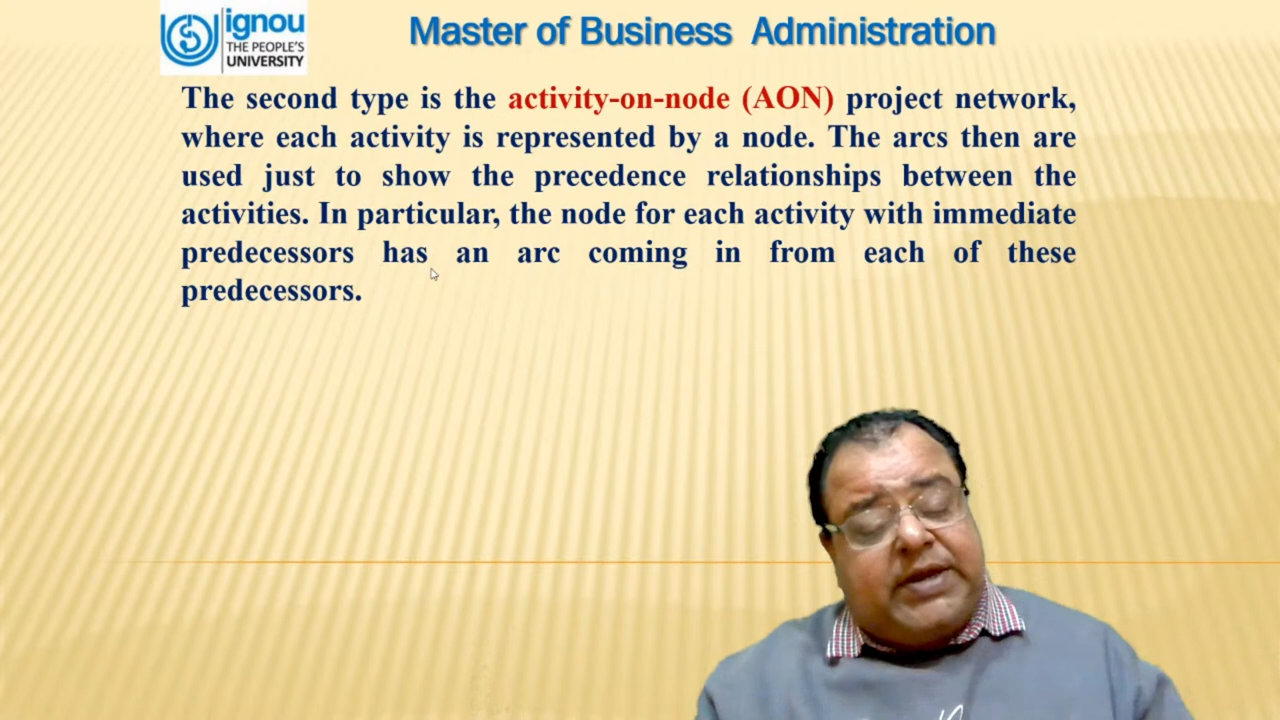 ignou
THE PEOPLE'S
UNIVERSITY
Master of Business Administration
The second type is the activity-on-node (AON) project network,
where each activity is represented by a node. The arcs then are
used just to show the precedence relationships between the
activities. In particular, the node for each activity with immediate
predecessors has an arc coming in from each of these
predecessors.